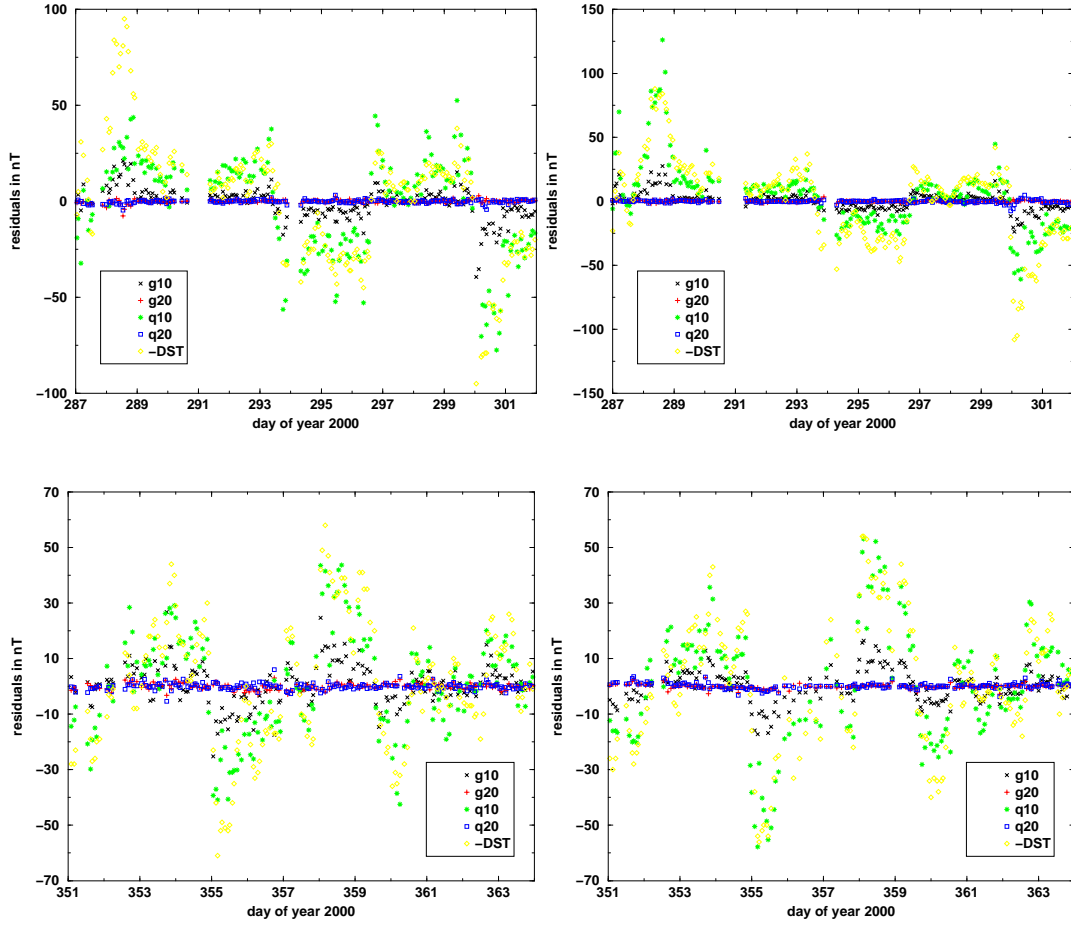 100
50
0
−50
−100
residuals in nT
287 289 291 293 295 297 299 301
day of year 2000
g10
g20
q10
q20
−DST
150
100
50
0
−50
−100
−150
residuals in nT
287 289 291 293 295 297 299 301
day of year 2000
g10
g20
q10
q20
−DST
70
50
30
10
−10
−30
−50
−70
residuals in nT
351 353 355 357 359 361 363
day of year 2000
g10
g20
q10
q20
−DST
70
50
30
10
−10
−30
−50
−70
residuals in nT
351 353 355 357 359 361 363
day of year 2000
g10
g20
q10
q20
−DST